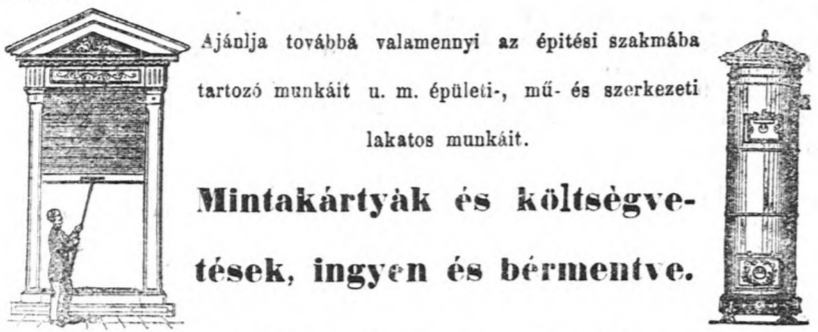 Ajánlja továbbá valamennyi az épitési szakmába
tartozó munkáit u. m. épületi-, mű- és szerkezeti
lakatos munkáit.
Mintakártyák és költségve-
tések, ingyen és bérmentve.